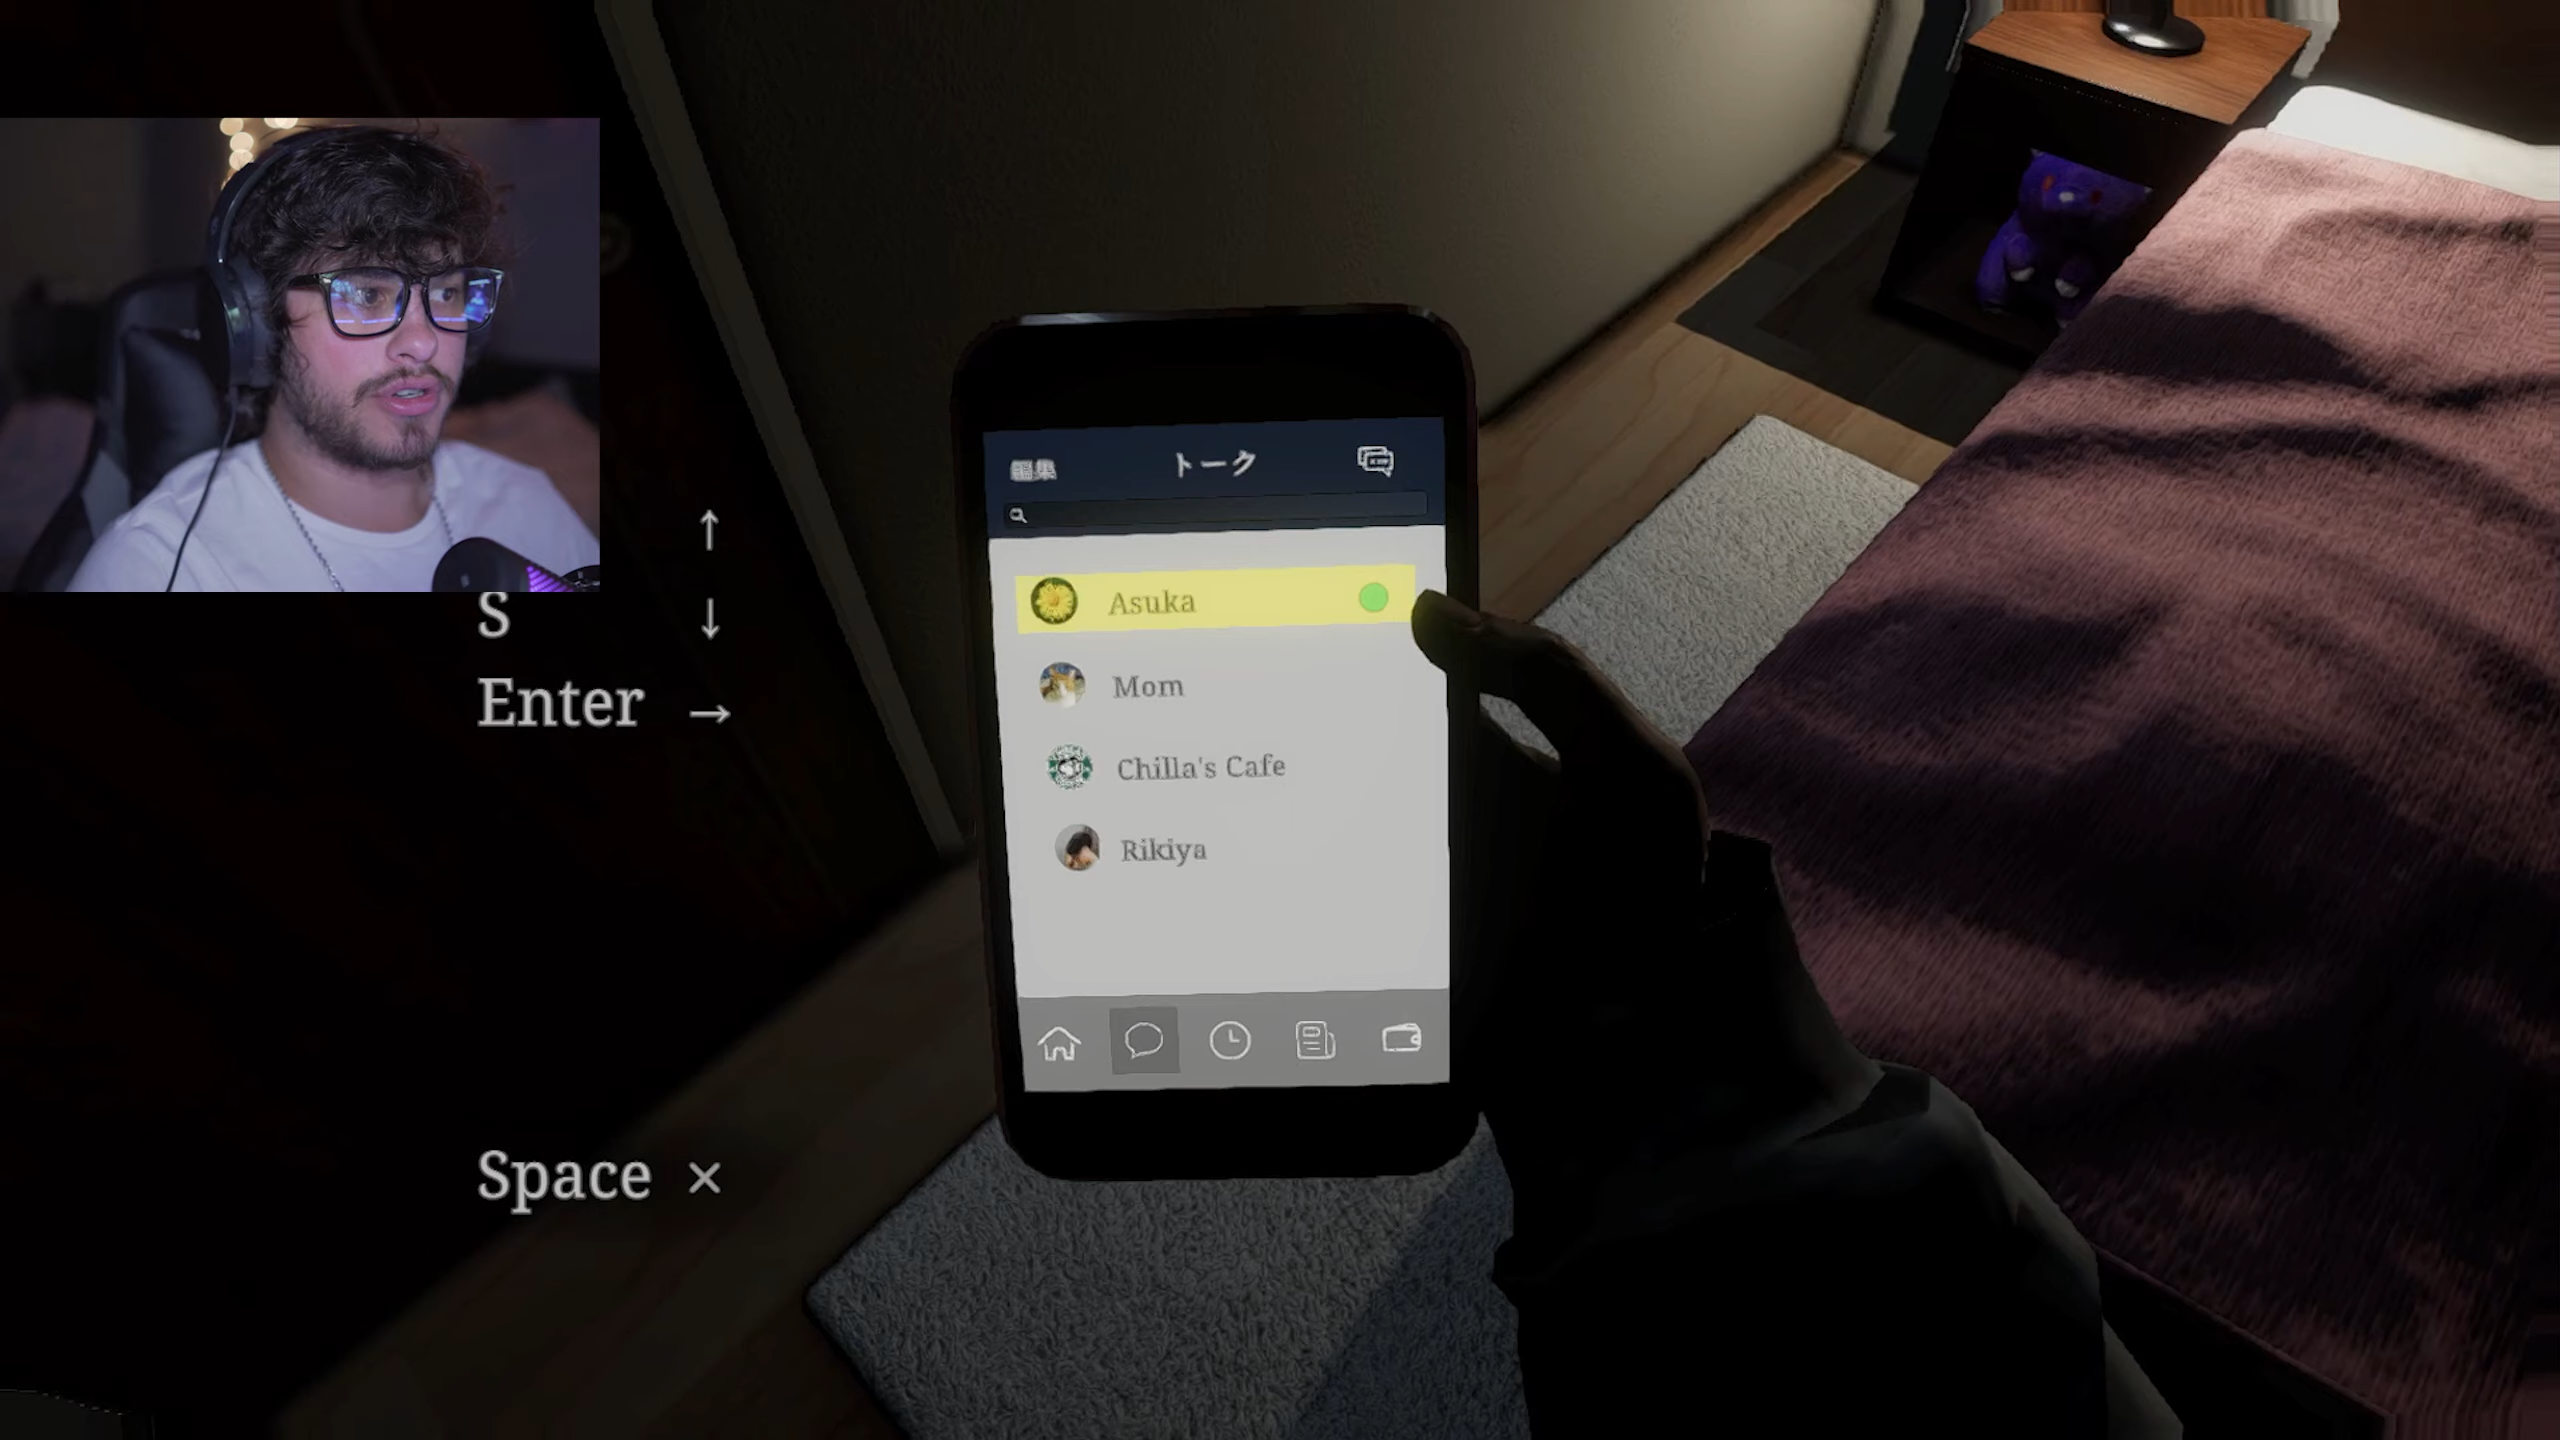 編集
トーク
↑
S ↓
Enter →
Asuka
Mom
Chilla's Cafe
Rikiya
Space ×